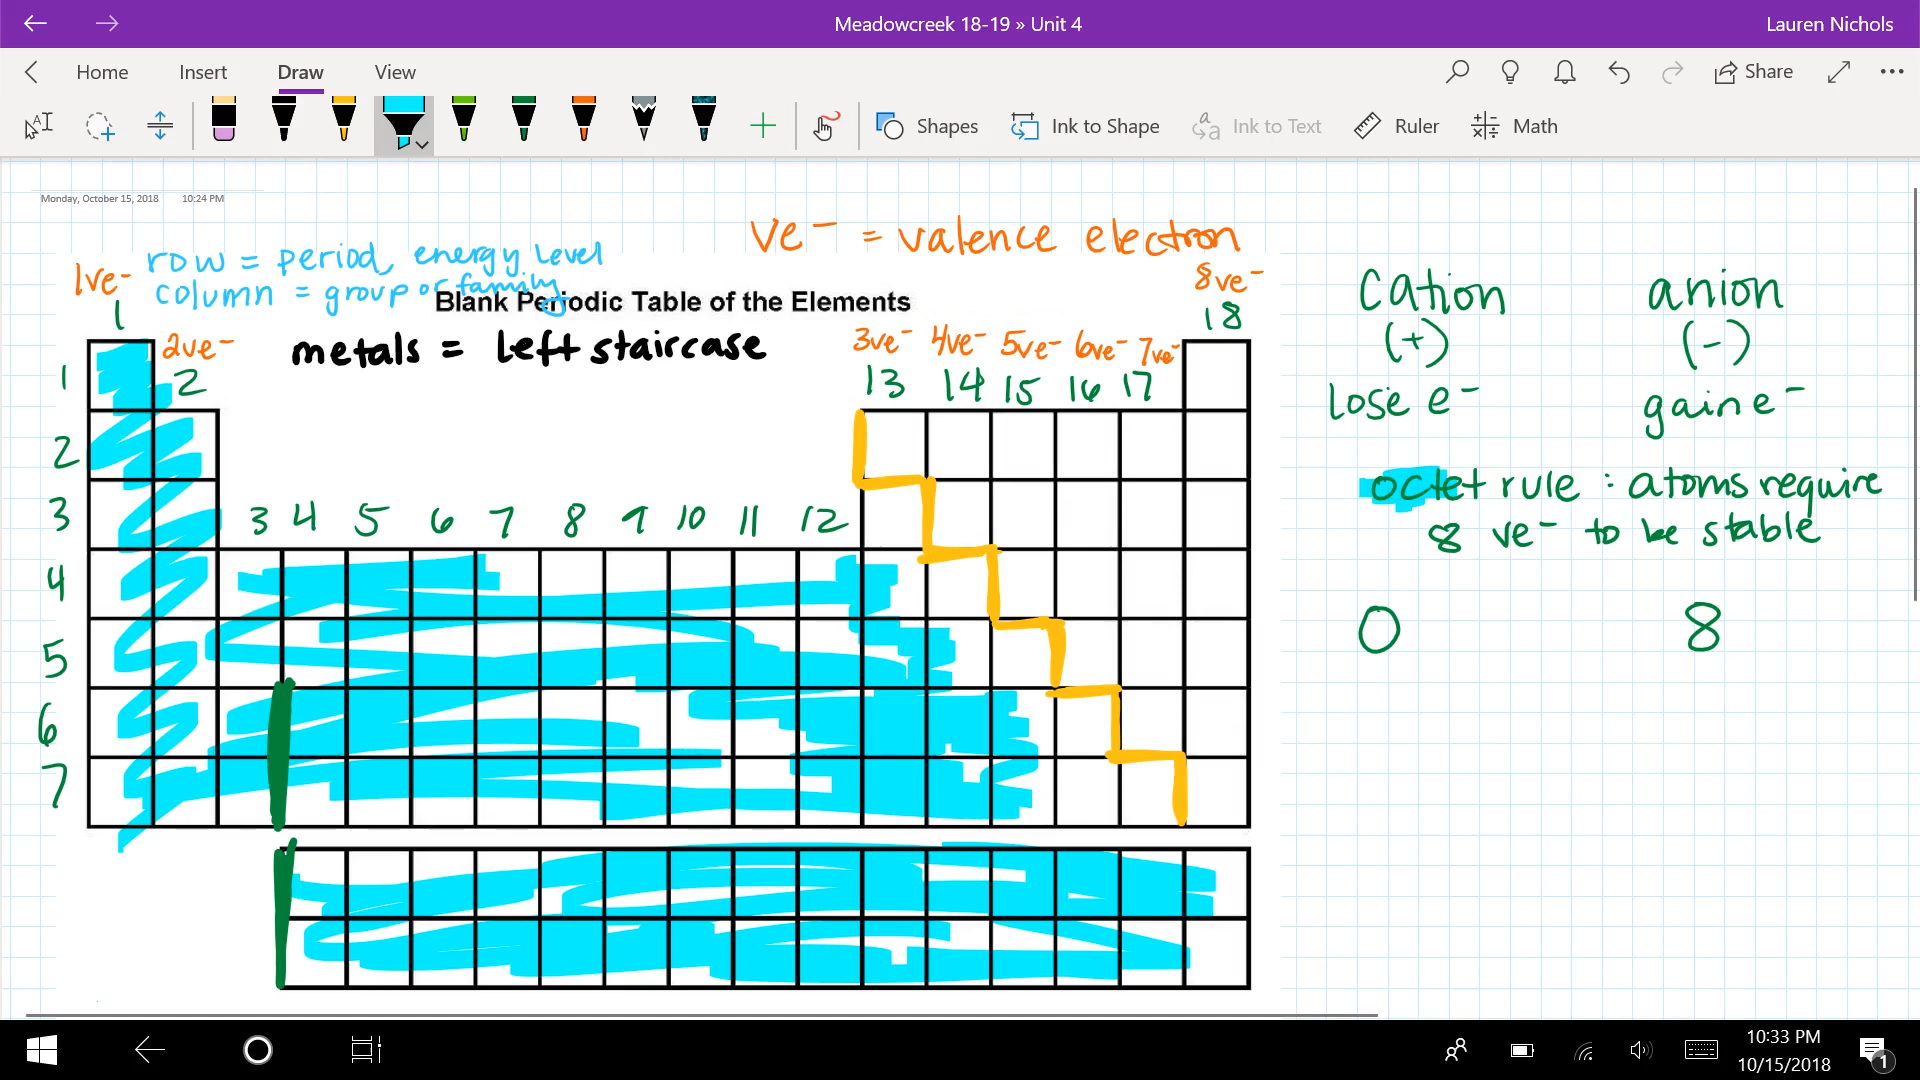 Meadowcreek 18-19 » Unit 4
Lauren Nichols
Home Insert Draw View
Share
Shapes Ink to Shape Ink to Text Ruler Math
Monday, October 15, 2018 10:24 PM
ve⁻ = valence electron
row = period, energy level
column = group or family
1ve⁻
8ve⁻
Blank Periodic Table of the Elements
1
18
metals = left staircase
2ve⁻
3ve⁻ 4ve⁻ 5ve⁻ 6ve⁻ 7ve⁻
2
13 14 15 16 17
1
2
3
3 4 5 6 7 8 9 10 11 12
4
5
6
7
Cation
(+)
lose e⁻
anion
(-)
gain e⁻
octet rule : atoms require
8 ve⁻ to be stable
0
8
10:33 PM
10/15/2018
1